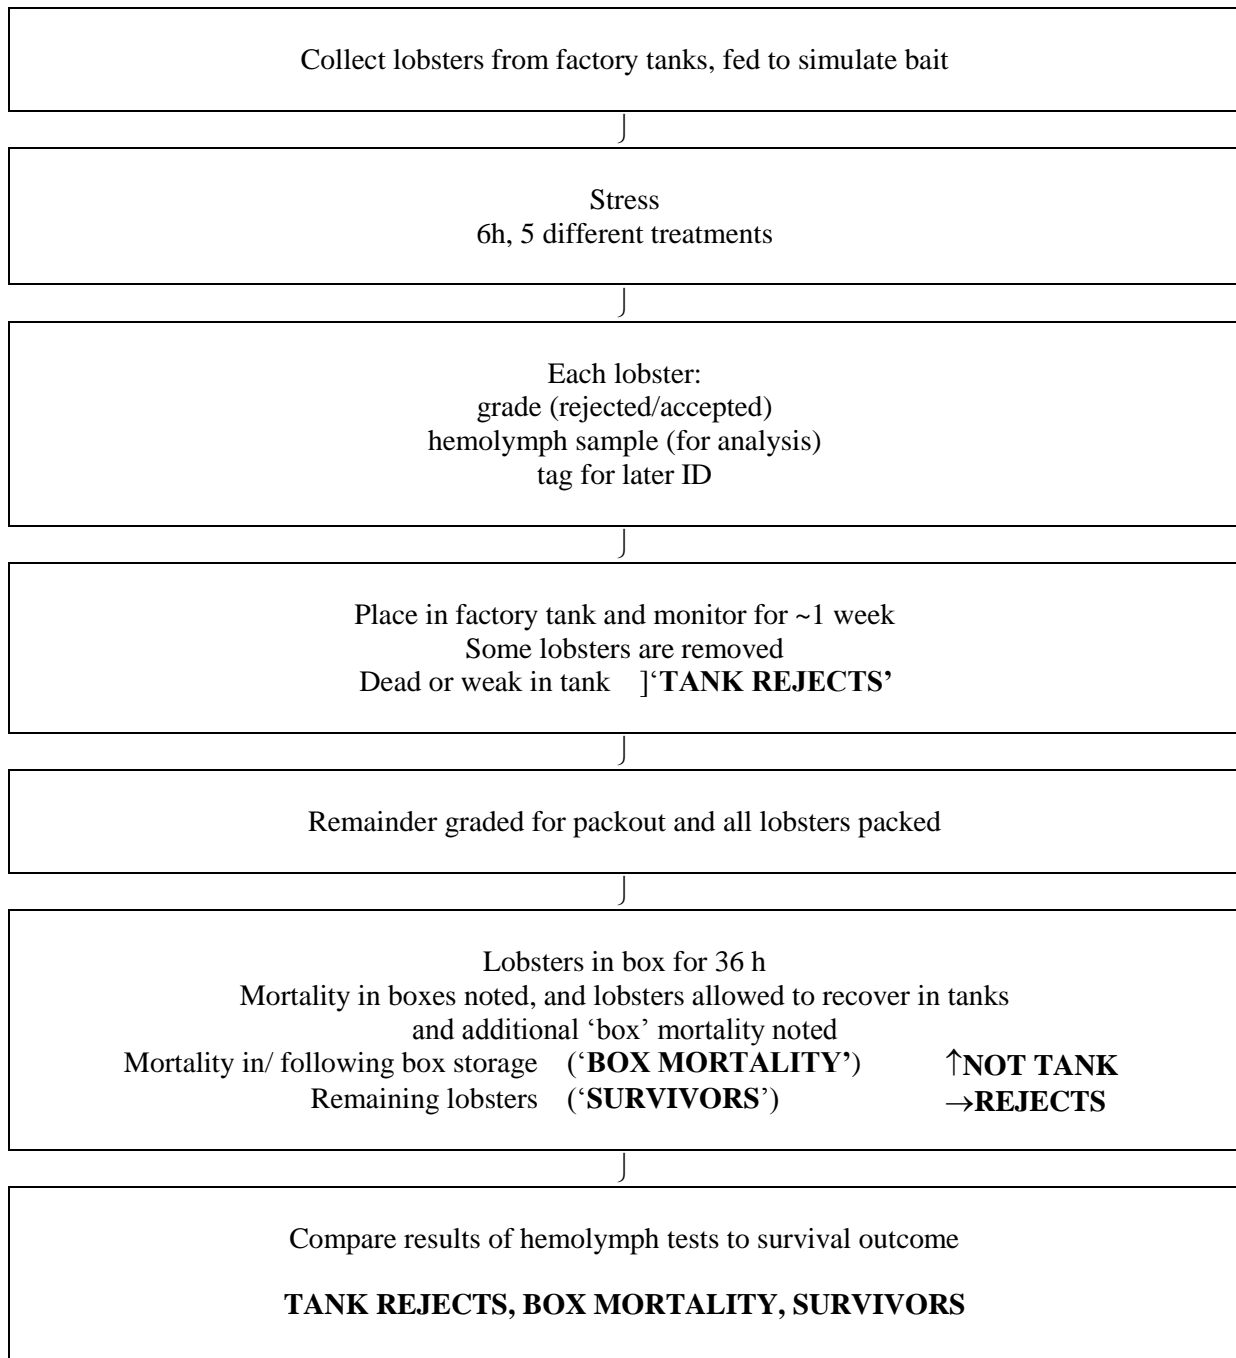 Collect lobsters from factory tanks, fed to simulate bait
⌡
Stress
6h, 5 different treatments
⌡
Each lobster:
grade (rejected/accepted)
hemolymph sample (for analysis)
tag for later ID
⌡
Place in factory tank and monitor for ~1 week
Some lobsters are removed
Dead or weak in tank ]‘TANK REJECTS’
⌡
Remainder graded for packout and all lobsters packed
⌡
Lobsters in box for 36 h
Mortality in boxes noted, and lobsters allowed to recover in tanks
and additional ‘box’ mortality noted
Mortality in/ following box storage (‘BOX MORTALITY’) ↑NOT TANK
Remaining lobsters (‘SURVIVORS’) →REJECTS
⌡
Compare results of hemolymph tests to survival outcome
TANK REJECTS, BOX MORTALITY, SURVIVORS